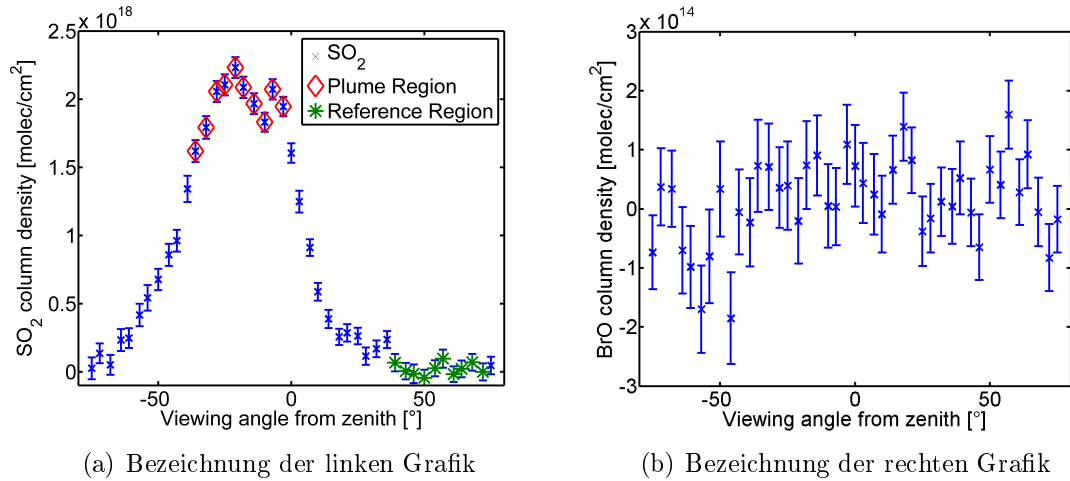 2.5 x 10^18
SO2
Plume Region
Reference Region
2
1.5
1
0.5
0
SO2 column density [molec/cm²]
-50 0 50
Viewing angle from zenith [°]
(a) Bezeichnung der linken Grafik
3 x 10^14
2
1
0
-1
-2
-3
BrO column density [molec/cm²]
-50 0 50
Viewing angle from zenith [°]
(b) Bezeichnung der rechten Grafik